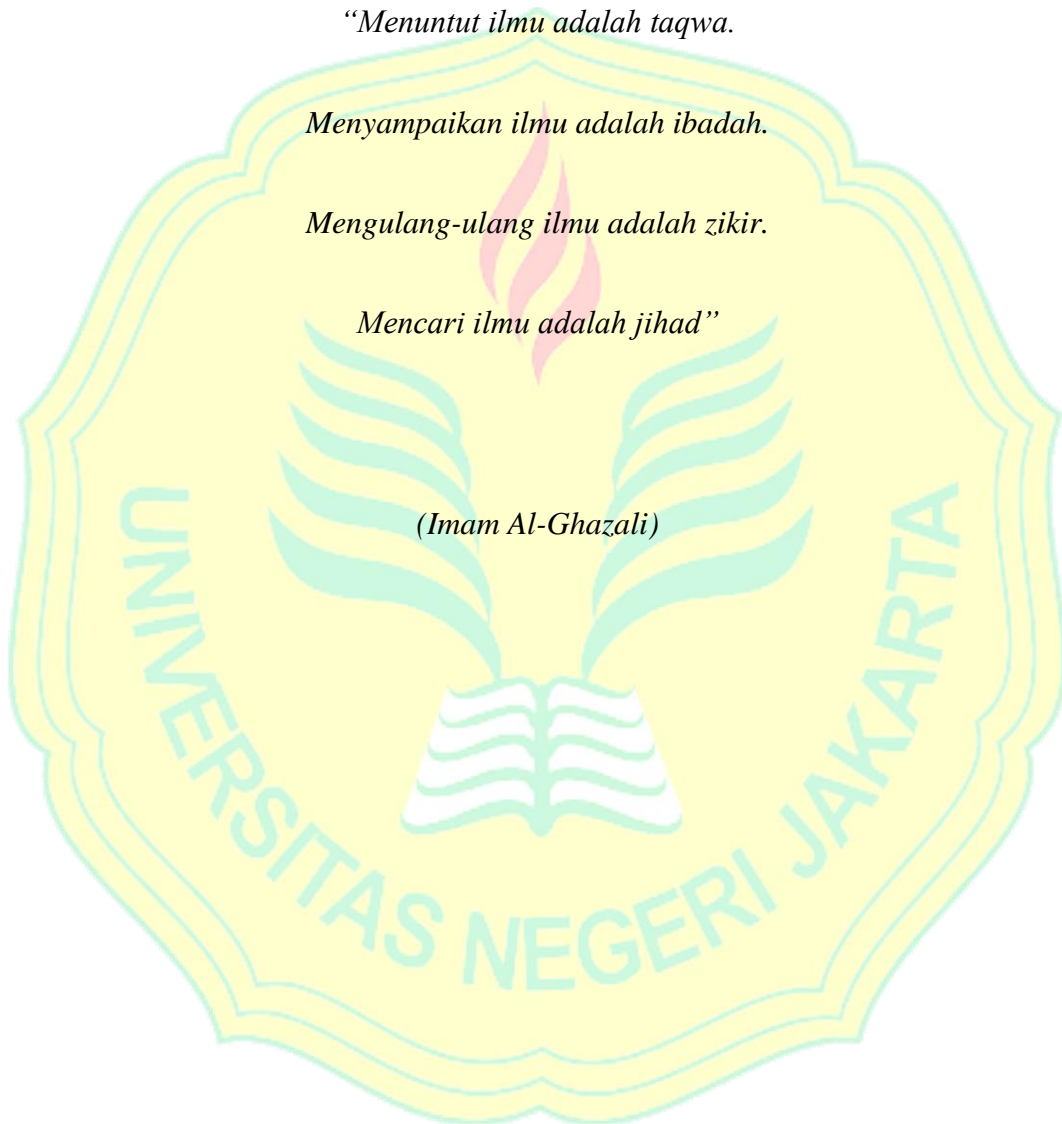 “Menuntut ilmu adalah taqwa.
Menyampaikan ilmu adalah ibadah.
Mengulang-ulang ilmu adalah zikir.
Mencari ilmu adalah jihad”
(Imam Al-Ghazali)
UNIVERSITAS NEGERI JAKARTA